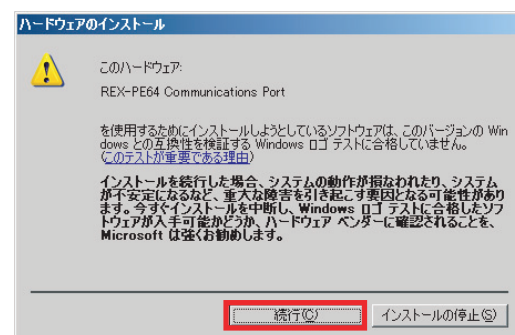 ハードウェアのインストール
このハードウェア:
REX-PE64 Communications Port
を使用するためにインストールしようとしているソフトウェアは、このバージョンの Win
dows との互換性を検証する Windows ロゴ テストに合格していません。
(このテストが重要である理由)
インストールを続行した場合、システムの動作が損なわれたり、システム
が不安定になるなど、重大な障害を引き起こす要因となる可能性があり
ます。今すぐインストールを中断し、Windows ロゴ テストに合格したソフ
トウェアが入手可能かどうか、ハードウェア ベンダーに確認されることを、
Microsoft は強くお勧めします。
続行(C) インストールの停止(S)